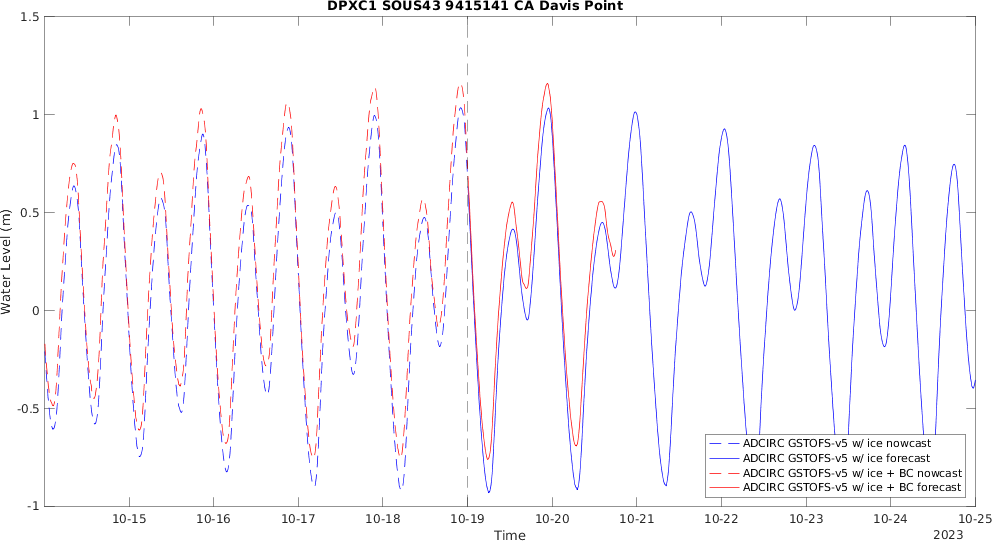 DPXC1 SOUS43 9415141 CA Davis Point
Water Level (m)
1.5
1
0.5
0
-0.5
-1
10-15
10-16
10-17
10-18
10-19
10-20
10-21
10-22
10-23
10-24
10-25
Time
2023
ADCIRC GSTOFS-v5 w/ ice nowcast
ADCIRC GSTOFS-v5 w/ ice forecast
ADCIRC GSTOFS-v5 w/ ice + BC nowcast
ADCIRC GSTOFS-v5 w/ ice + BC forecast